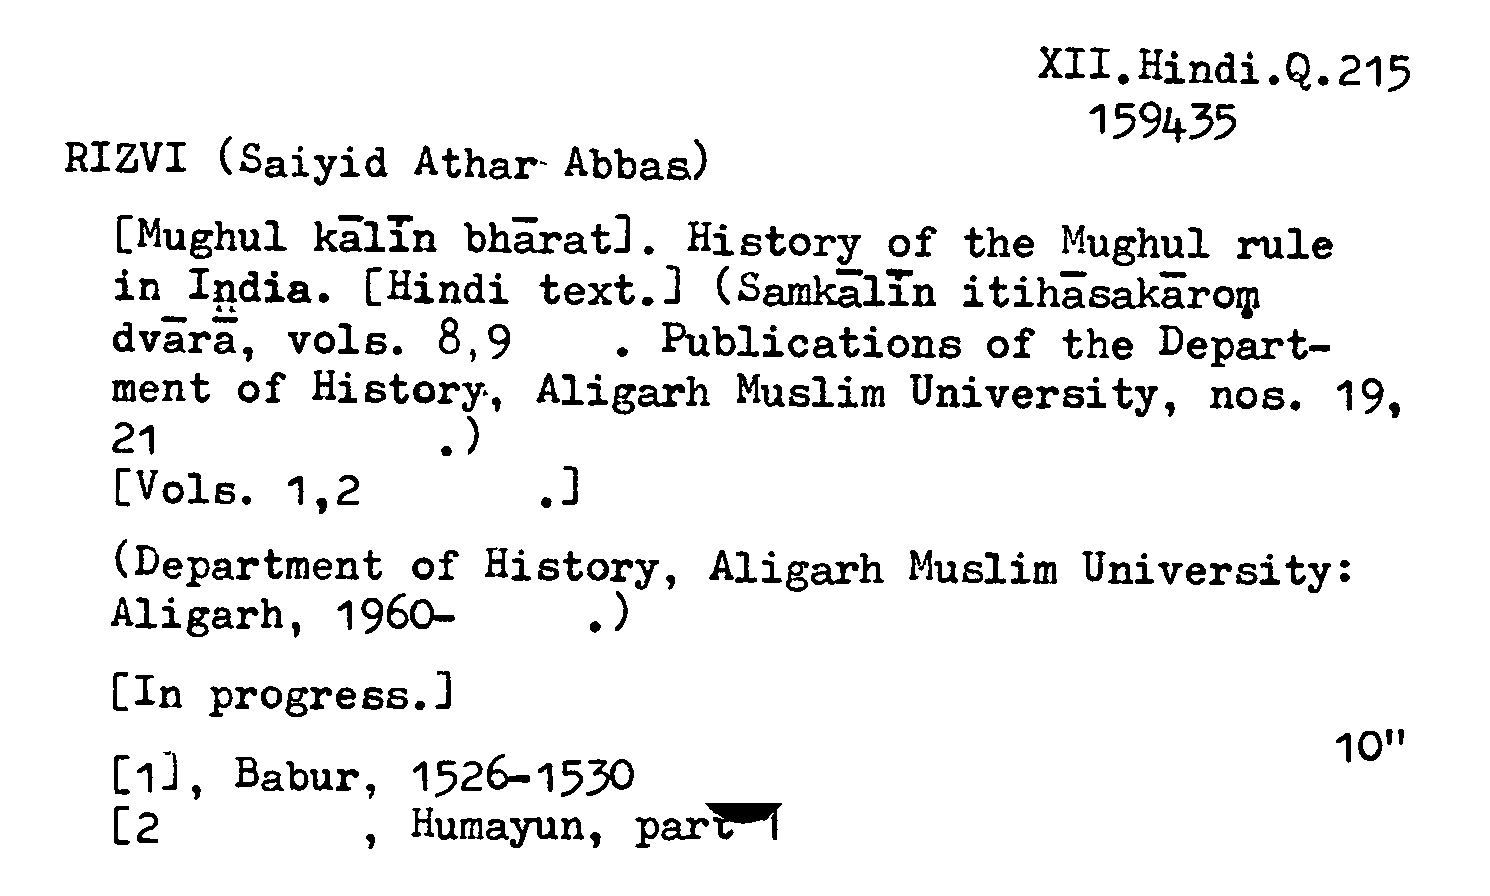 XII.Hindi.Q.215
159435
RIZVI (Saiyid Athar Abbas)
[Mughul kālīn bhārat]. History of the Mughul rule
in India. [Hindi text.] (Samkālīn itihāsakāroṃ
dvārā, vols. 8,9 . Publications of the Depart-
ment of History, Aligarh Muslim University, nos. 19,
21 .)
[Vols. 1,2 .]
(Department of History, Aligarh Muslim University:
Aligarh, 1960- .)
[In progress.]
10"
[1], Babur, 1526-1530
[2 , Humayun, part 1